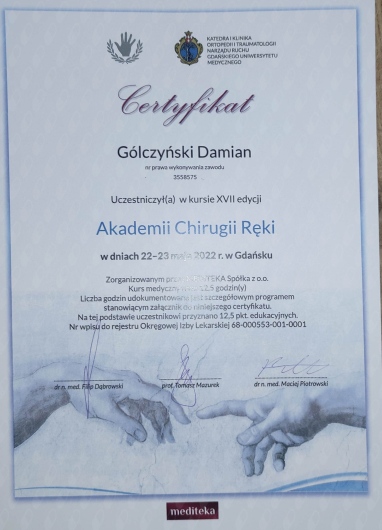 KATEDRA I KLINIKA
ORTOPEDII I TRAUMATOLOGII
NARZĄDU RUCHU
GDAŃSKIEGO UNIWERSYTETU
MEDYCZNEGO
Certyfikat
Gólczyński Damian
nr prawa wykonywania zawodu
3558575
Uczestniczył(a) w kursie XVII edycji
Akademii Chirugii Ręki
w dniach 22-23 maja 2022 r. w Gdańsku
Zorganizowanym przez MEDITEKA Spółka z o.o.
Kurs medyczny 12,5 godzin(y)
Liczba godzin udokumentowana jest szczegółowym programem
stanowiącym załącznik do niniejszego certyfikatu.
Na tej podstawie uczestnikowi przyznano 12,5 pkt. edukacyjnych.
Nr wpisu do rejestru Okręgowej Izby Lekarskiej 68-000553-001-0001
dr n. med. Filip Dąbrowski
prof. Tomasz Mazurek
dr n. med. Maciej Piotrowski
mediteka